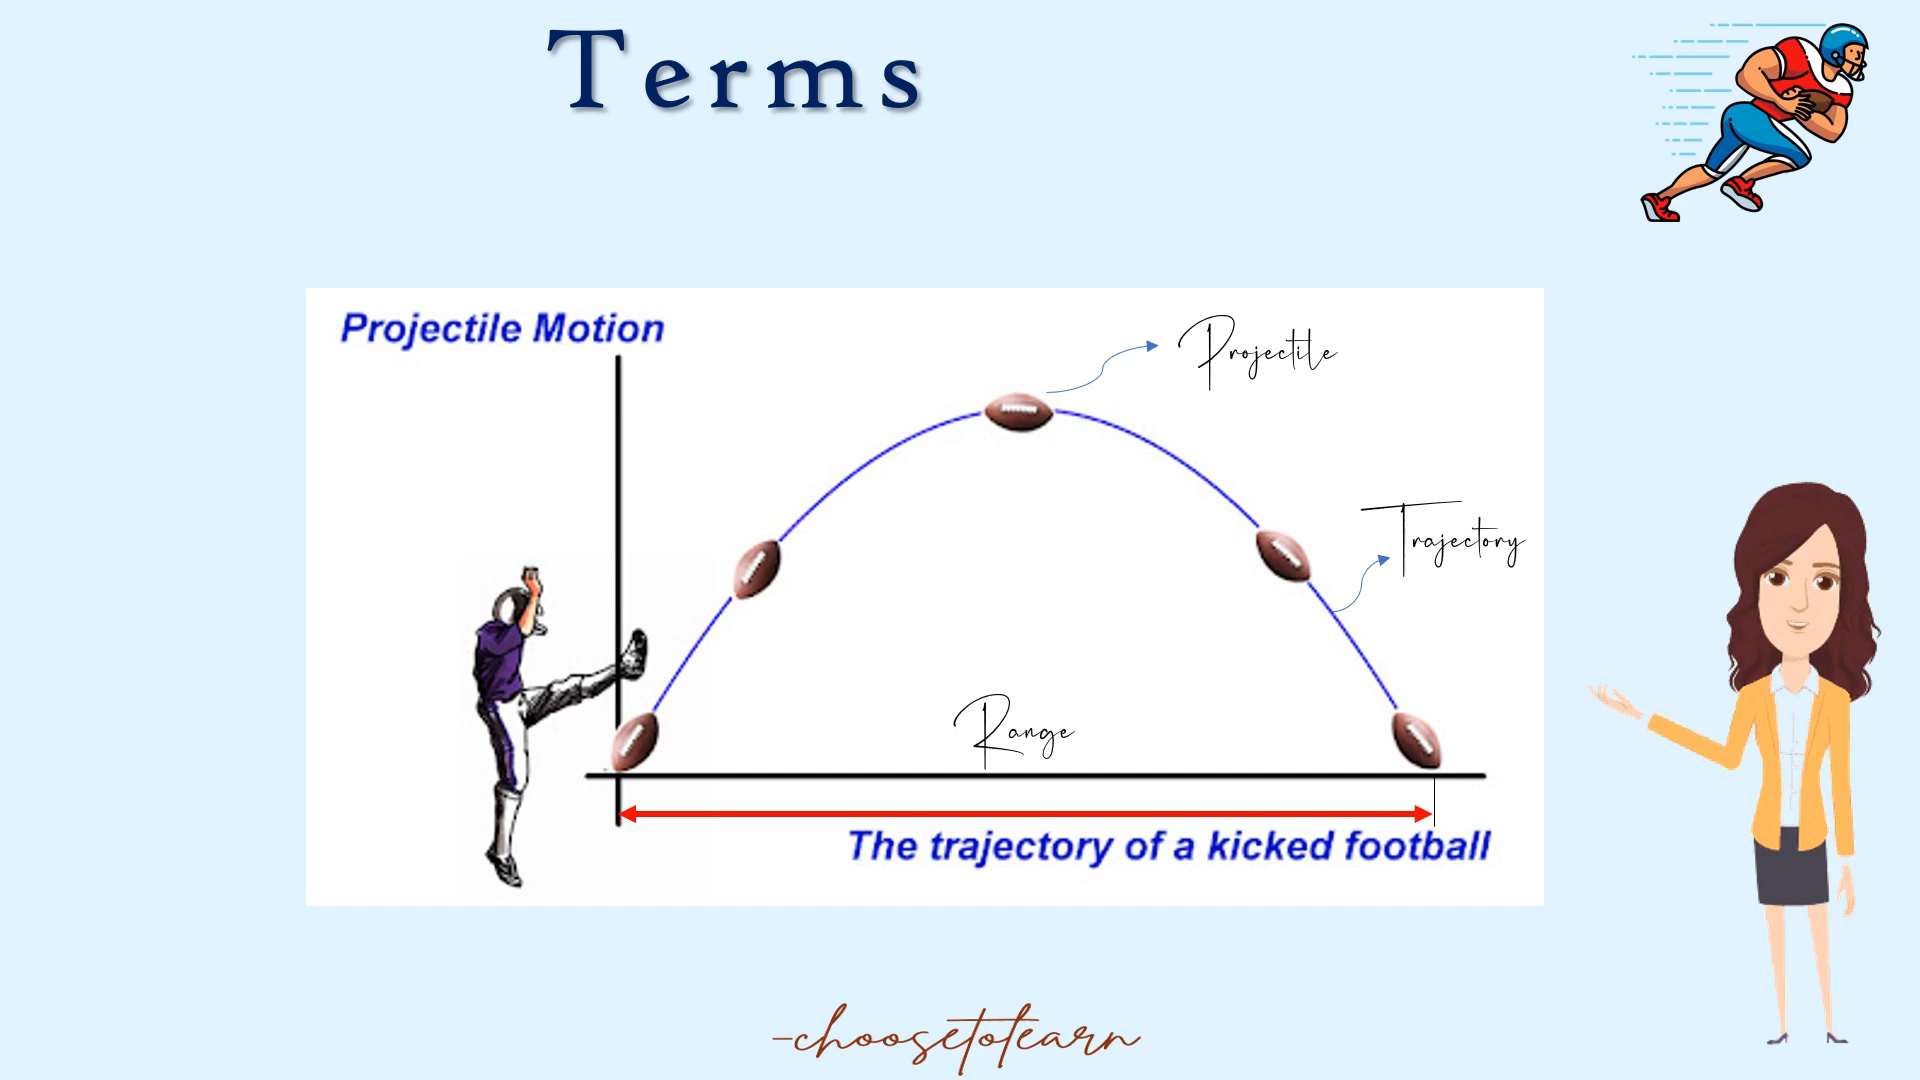 Terms
Projectile Motion
Projectile
Trajectory
Range
The trajectory of a kicked football
-choosetolearn